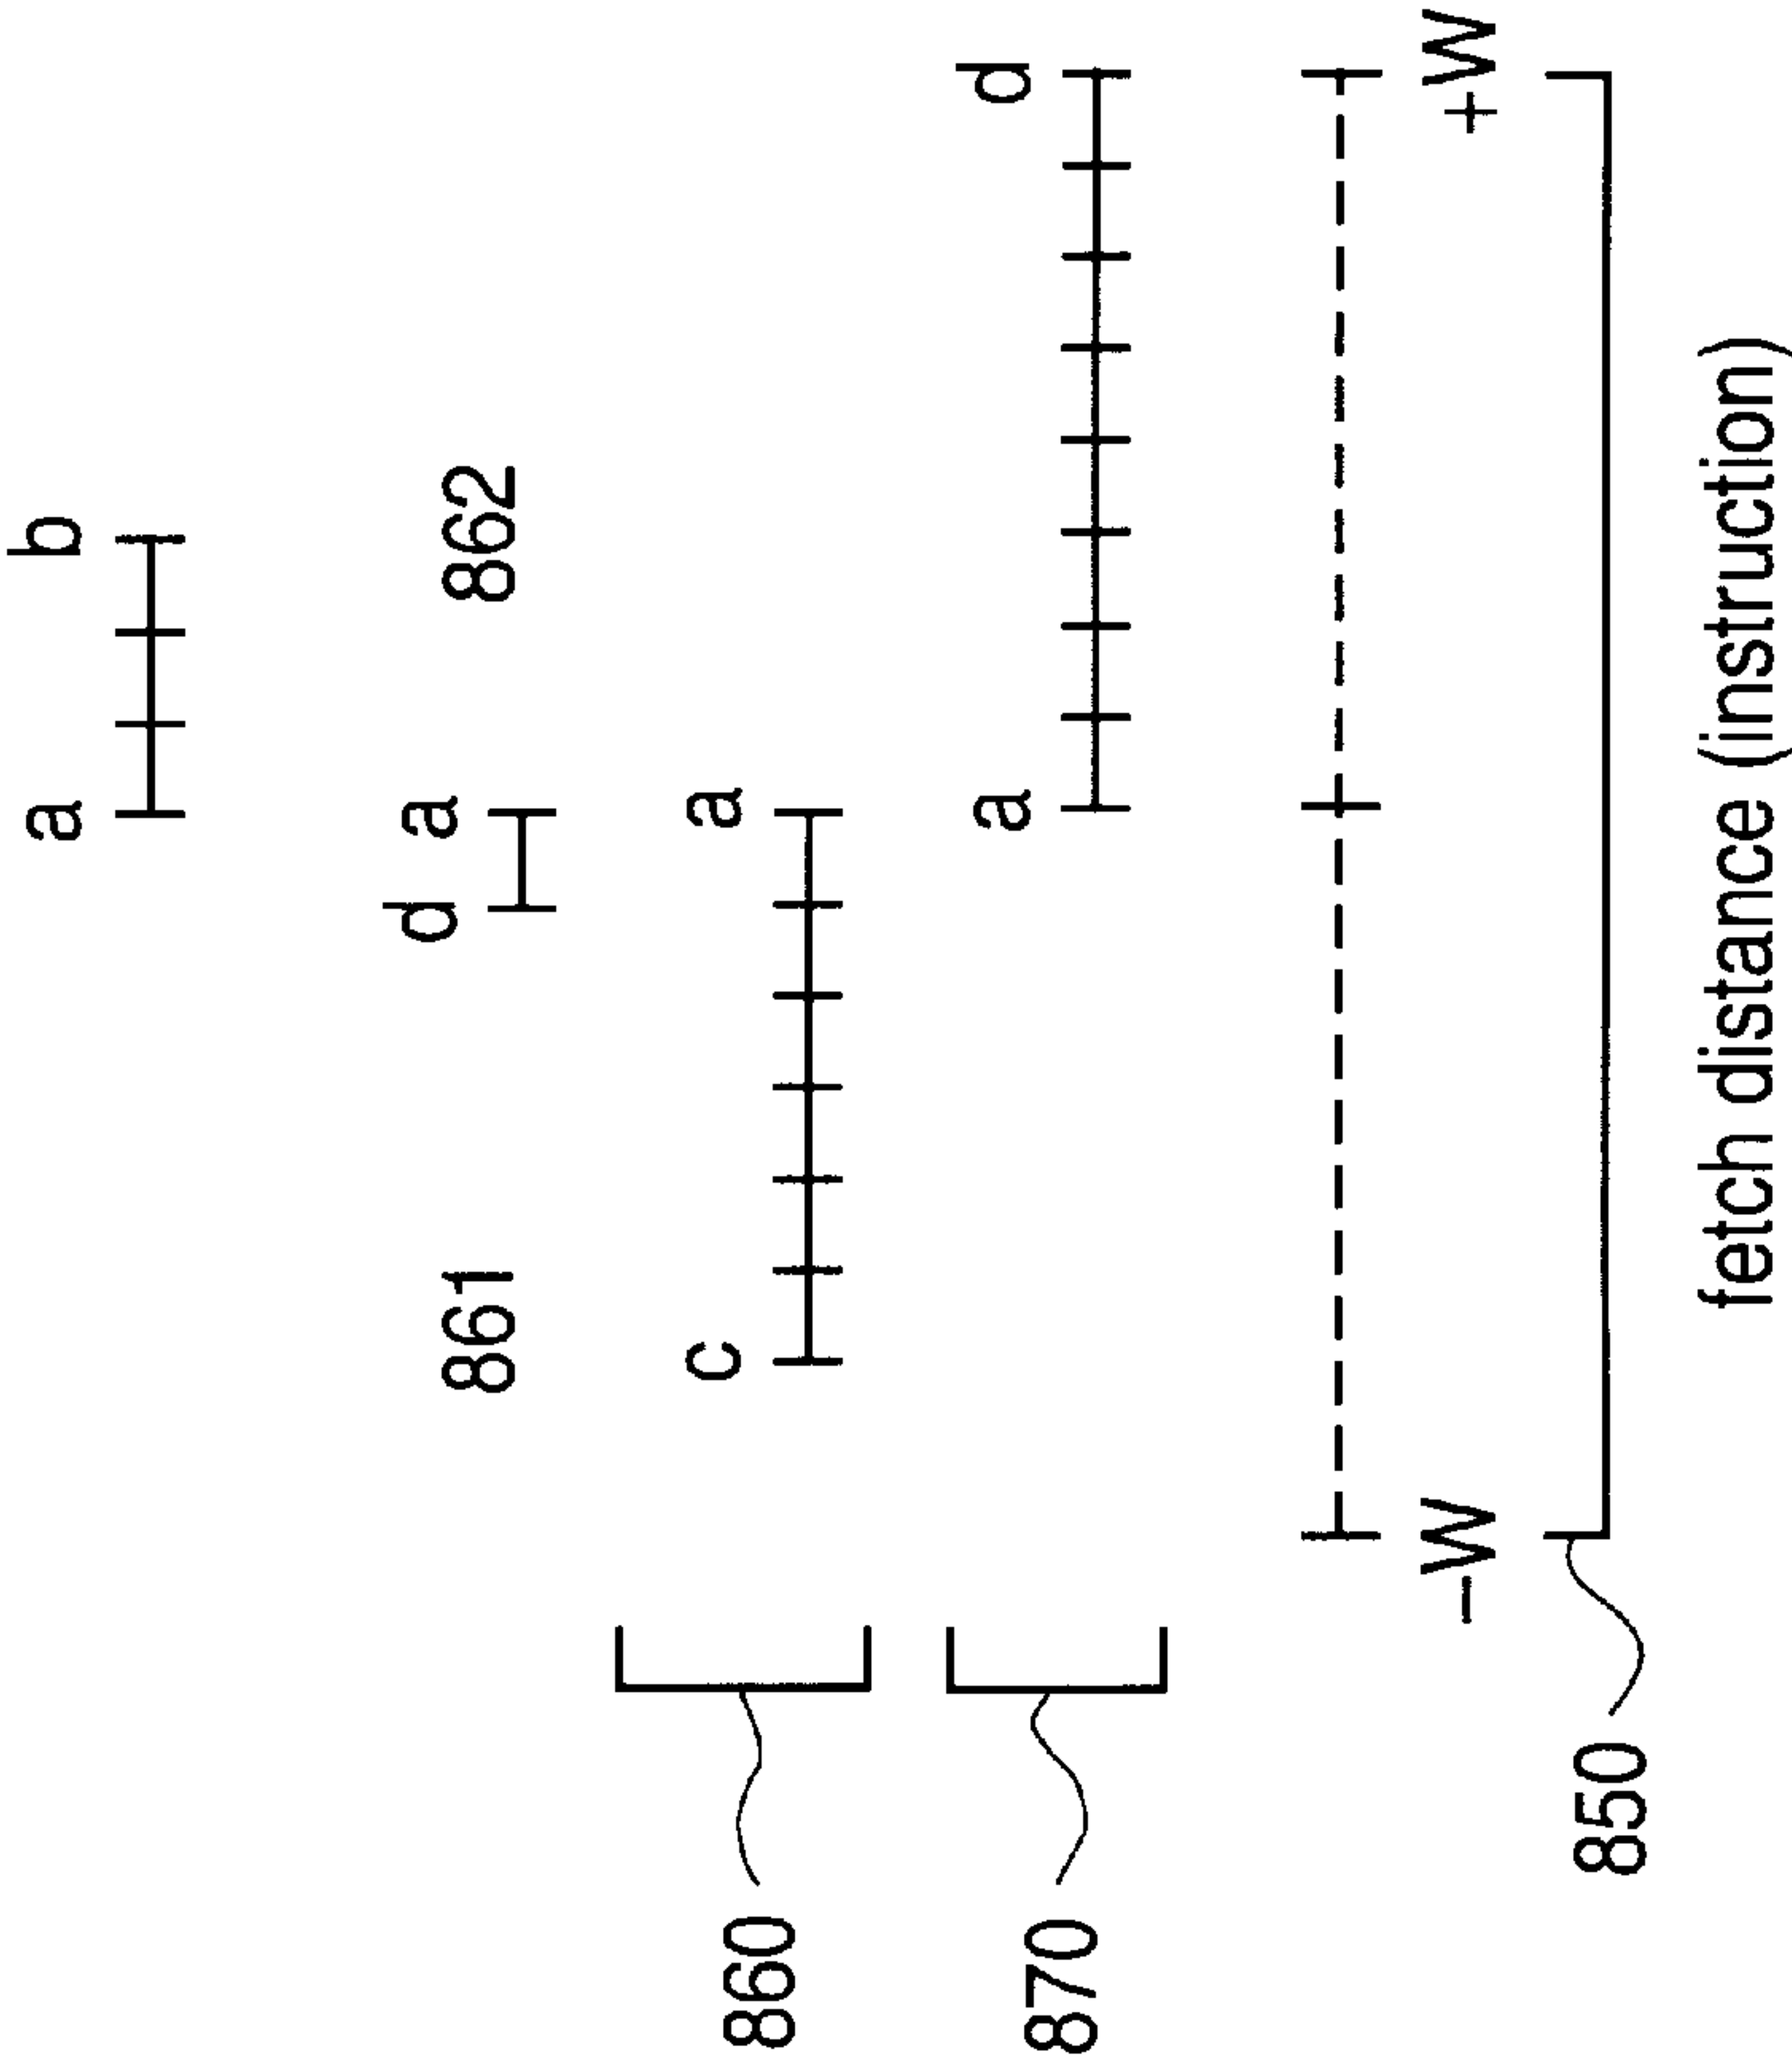 a b
d a
861 862
c a
860
a d
870
−W +W
850
fetch distance (instruction)